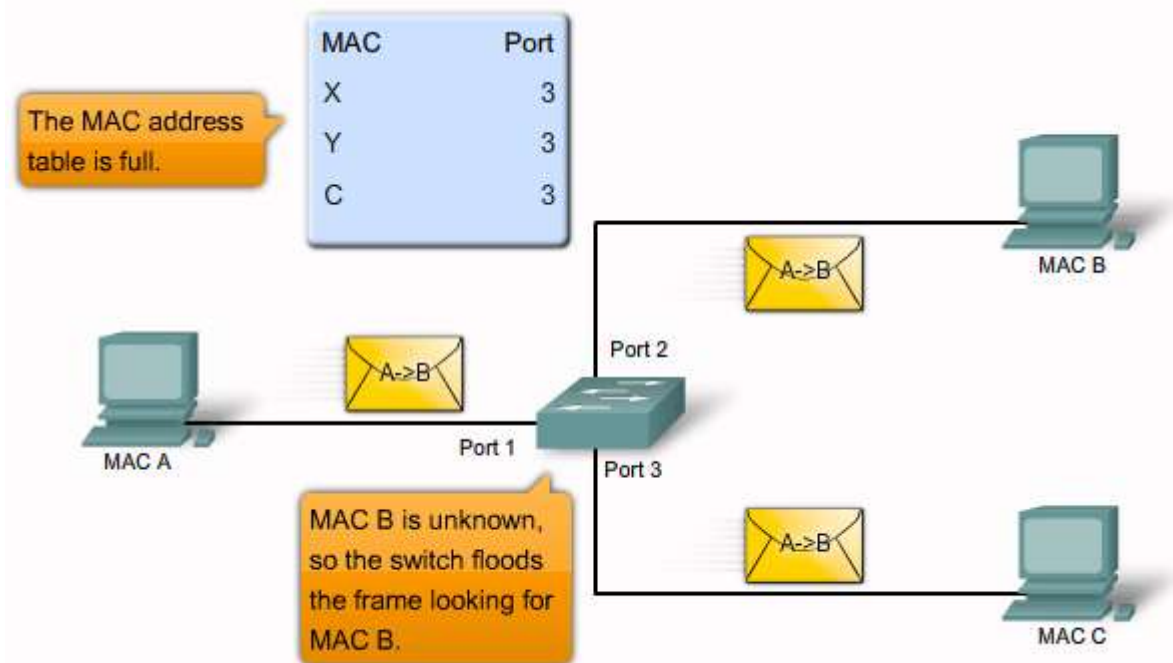 MAC Port
X 3
Y 3
C 3
The MAC address
table is full.
MAC B
A->B
Port 2
A->B
MAC A
Port 1
Port 3
MAC B is unknown,
so the switch floods
the frame looking for
MAC B.
A->B
MAC C